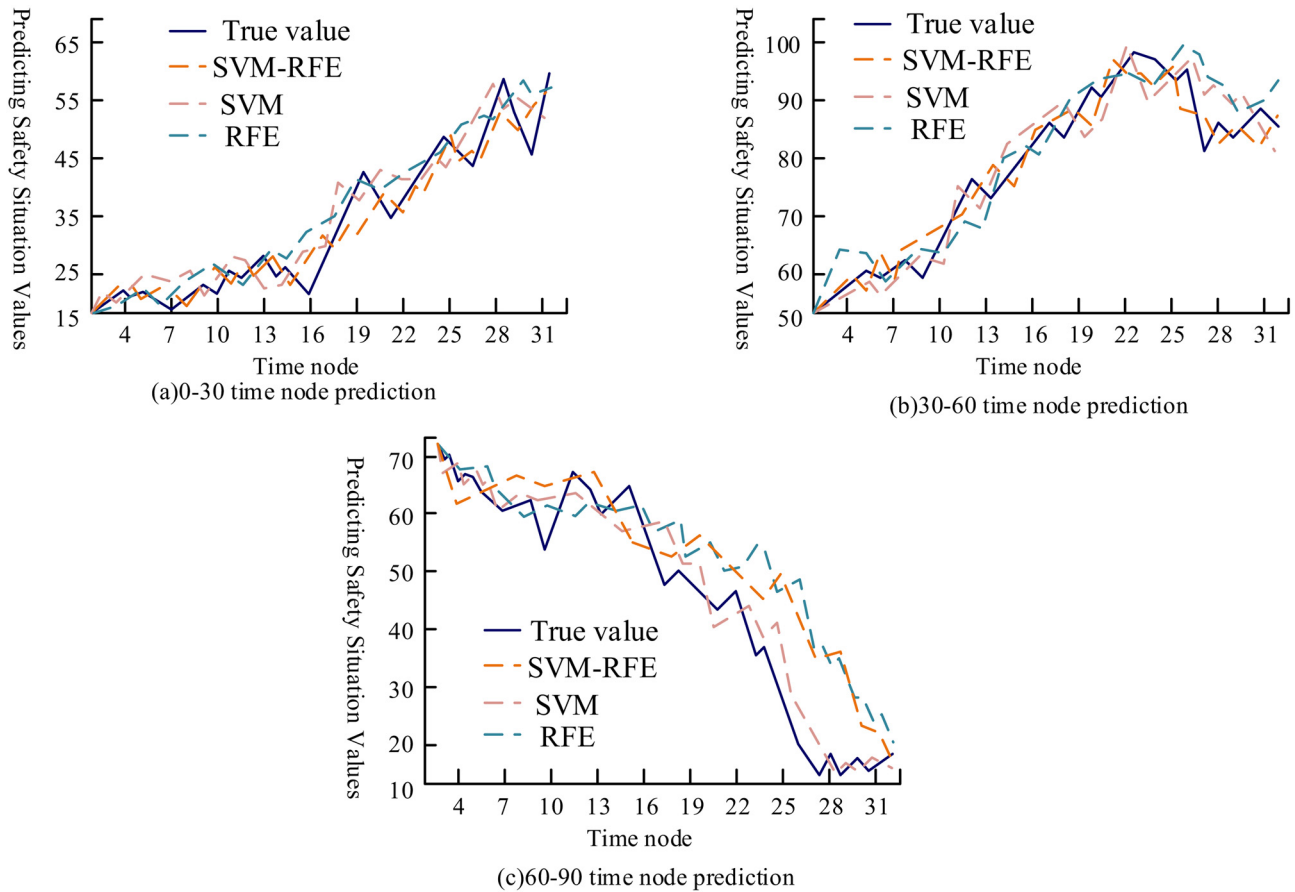 Predicting Safety Situation Values
65
55
45
35
25
15
True value
SVM-RFE
SVM
RFE
4 7 10 13 16 19 22 25 28 31
Time node
(a)0-30 time node prediction
Predicting Safety Situation Values
100
90
80
70
60
50
True value
SVM-RFE
SVM
RFE
4 7 10 13 16 19 22 25 28 31
Time node
(b)30-60 time node prediction
Predicting Safety Situation Values
70
60
50
40
30
20
10
True value
SVM-RFE
SVM
RFE
4 7 10 13 16 19 22 25 28 31
Time node
(c)60-90 time node prediction